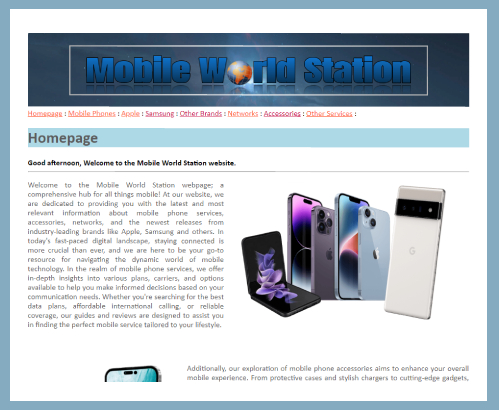 Mobile World Station
Homepage : Mobile Phones : Apple : Samsung : Other Brands : Networks : Accessories : Other Services :
Homepage
Good afternoon, Welcome to the Mobile World Station website.
Welcome to the Mobile World Station webpage; a
comprehensive hub for all things mobile! At our website, we
are dedicated to providing you with the latest and most
relevant information about mobile phone services,
accessories, networks, and the newest releases from
industry-leading brands like Apple, Samsung and others. In
today's fast-paced digital landscape, staying connected is
more crucial than ever, and we are here to be your go-to
resource for navigating the dynamic world of mobile
technology. In the realm of mobile phone services, we offer
in-depth insights into various plans, carriers, and options
available to help you make informed decisions based on your
communication needs. Whether you're searching for the best
data plans, affordable international calling, or reliable
coverage, our guides and reviews are designed to assist you
in finding the perfect mobile service tailored to your lifestyle.
Additionally, our exploration of mobile phone accessories aims to enhance your overall
mobile experience. From protective cases and stylish chargers to cutting-edge gadgets,